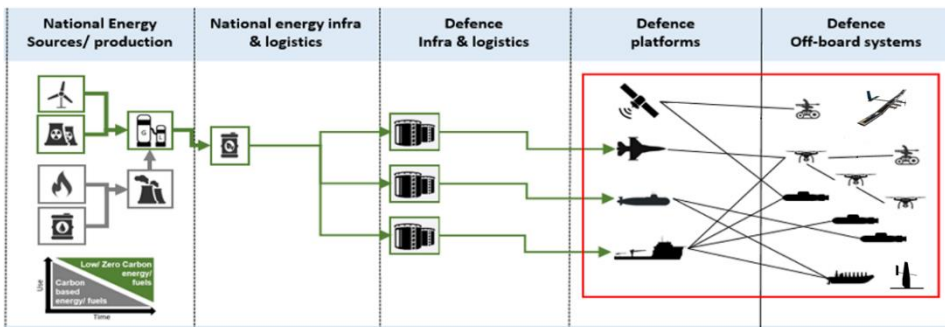 National Energy
Sources/ production
National energy infra
& logistics
Defence
Infra & logistics
Defence
platforms
Defence
Off-board systems
G
L
Low/ Zero Carbon
energy/
fuels
Carbon
based
energy/ fuels
Use
Time